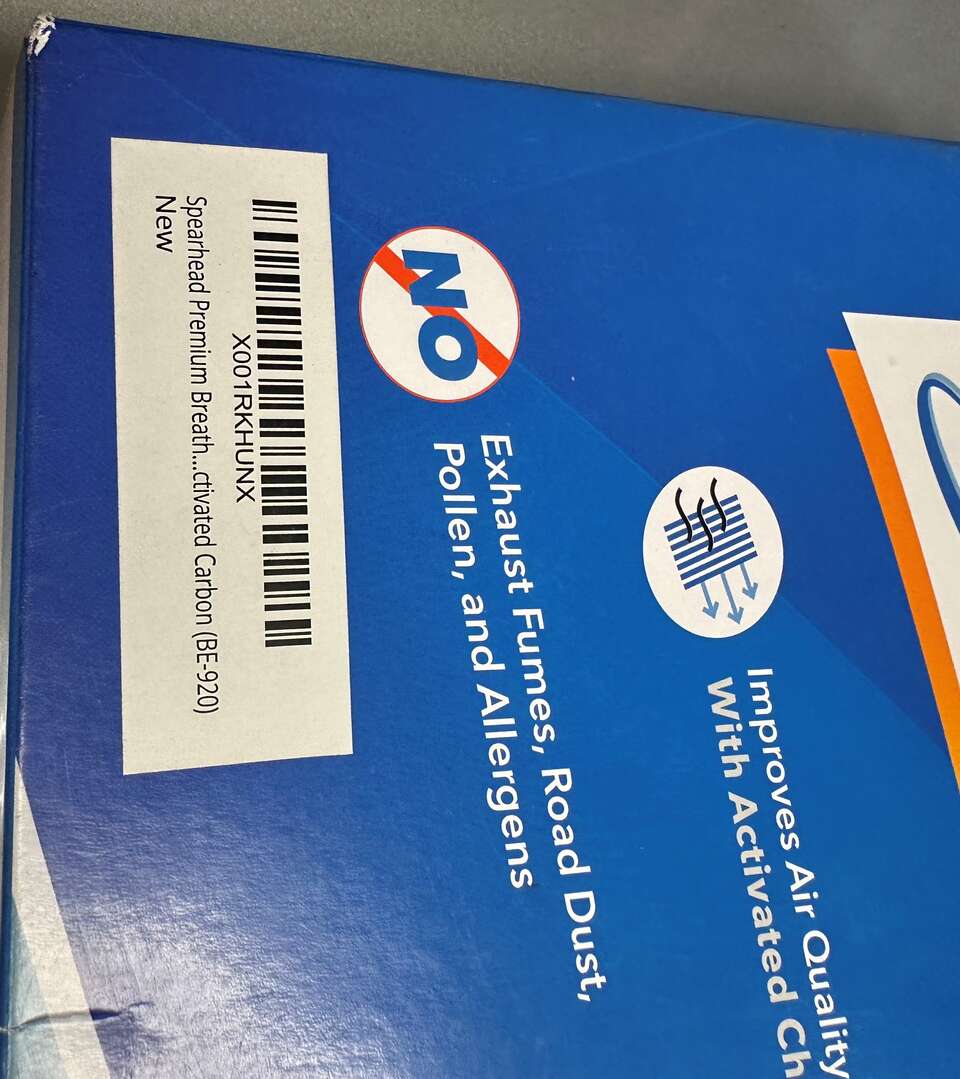 Improves Air Quality
With Activated Ch
NO
Exhaust Fumes, Road Dust,
Pollen, and Allergens
X001RKHUNX
Spearhead Premium Breath...ctivated Carbon (BE-920)
New